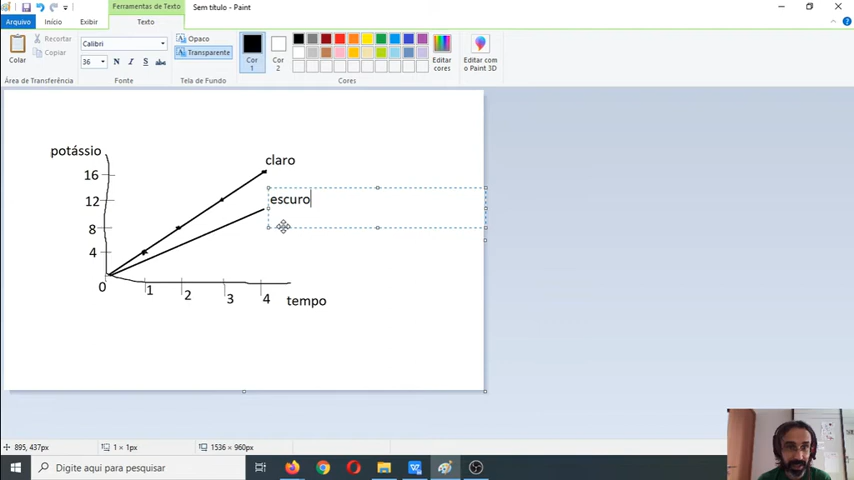 Ferramentas de Texto
Sem título - Paint
Arquivo
Início
Exibir
Texto
Colar
Recortar
Copiar
Área de Transferência
Calibri
36
N I S abc
Fonte
Opaco
Transparente
Tela de Fundo
Cor
1
Cor
2
Cores
Editar
cores
Editar com
o Paint 3D
potássio
16
12
8
4
0
1
2
3
4
tempo
claro
escuro
895, 437px
1 × 1px
1536 × 960px
100%
Digite aqui para pesquisar